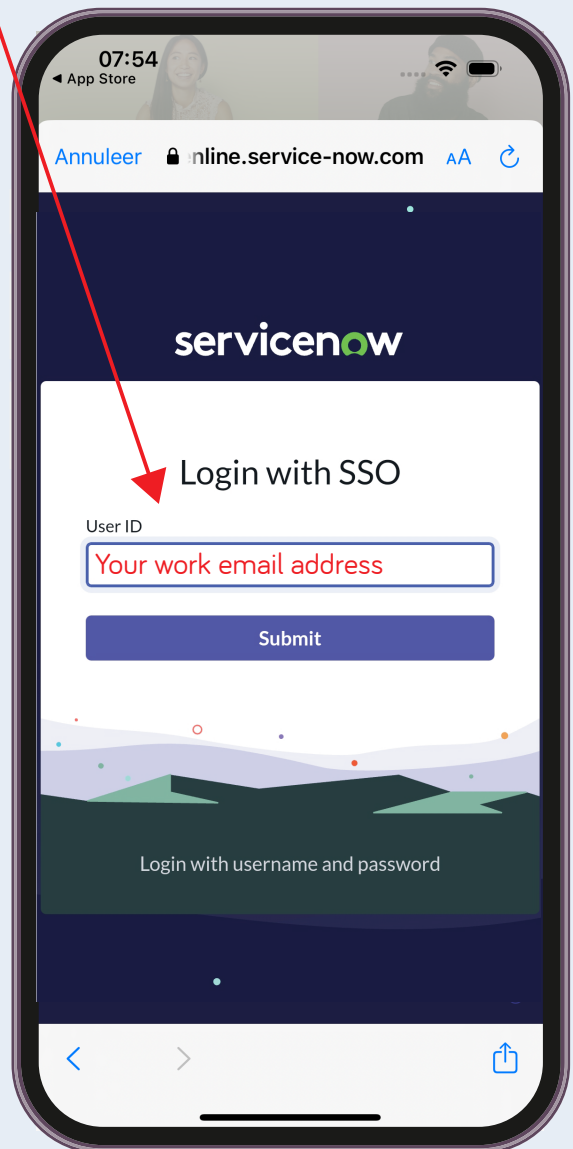 07:54
◀ App Store
Annuleer nline.service-now.com AA
servicenow
Login with SSO
User ID
Your work email address
Submit
Login with username and password